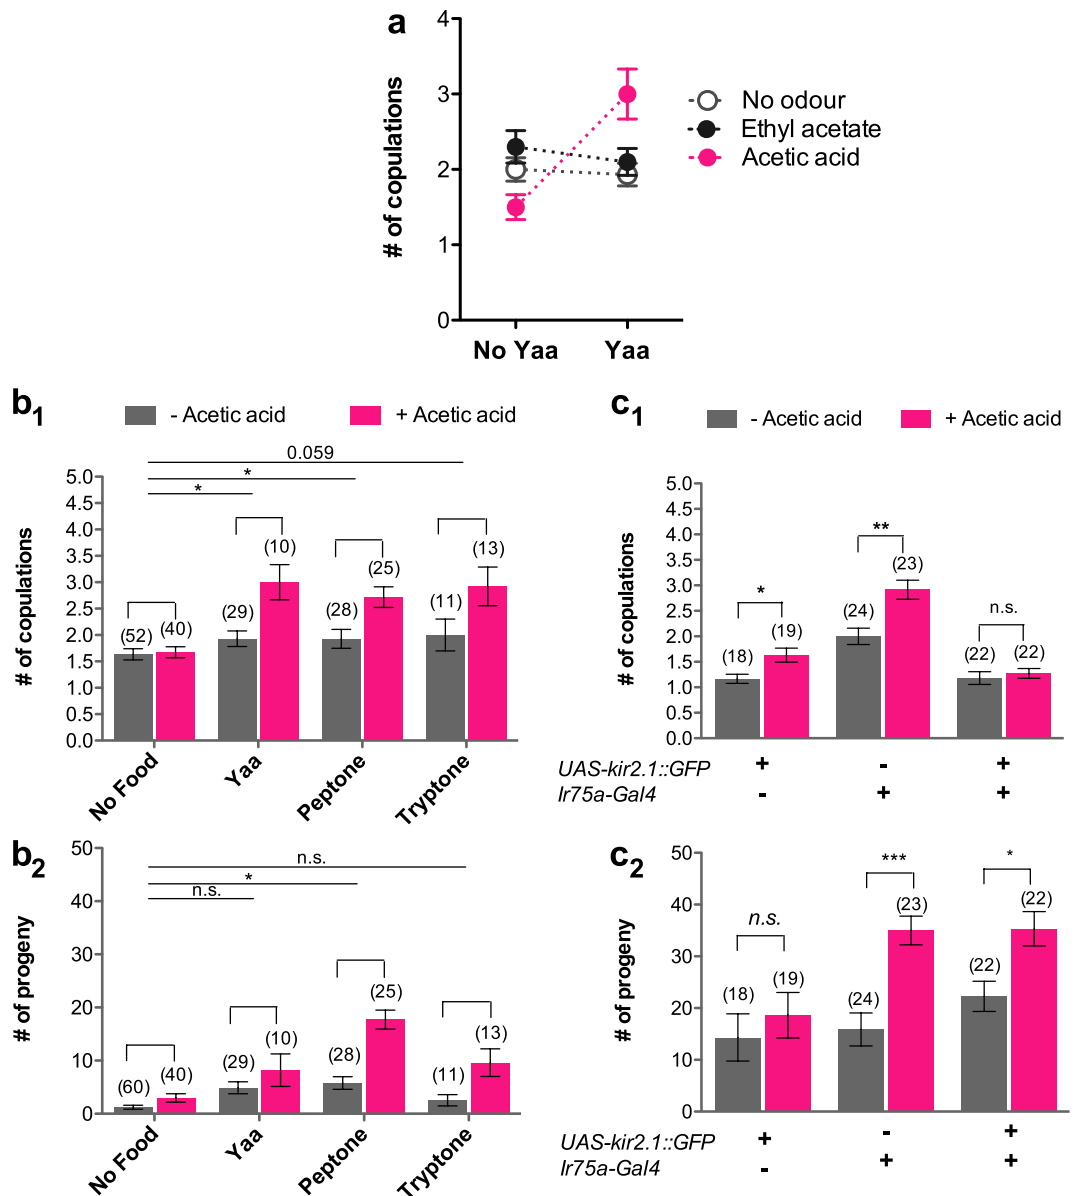 a
4
3
2
1
0
# of copulations
No Yaa
Yaa
No odour
Ethyl acetate
Acetic acid
b1
- Acetic acid
+ Acetic acid
0.059
*
*
5.0
4.5
4.0
3.5
3.0
2.5
2.0
1.5
1.0
0.5
0.0
# of copulations
(52)
(40)
(29)
(10)
(28)
(25)
(11)
(13)
No Food
Yaa
Peptone
Tryptone
c1
- Acetic acid
+ Acetic acid
5.0
4.5
4.0
3.5
3.0
2.5
2.0
1.5
1.0
0.5
0.0
# of copulations
*
**
n.s.
(18)
(19)
(24)
(23)
(22)
(22)
UAS-kir2.1::GFP + - +
Ir75a-Gal4 - + +
b2
n.s.
*
n.s.
50
40
30
20
10
0
# of progeny
(60)
(40)
(29)
(10)
(28)
(25)
(11)
(13)
No Food
Yaa
Peptone
Tryptone
c2
50
40
30
20
10
0
# of progeny
n.s.
***
*
(18)
(19)
(24)
(23)
(22)
(22)
UAS-kir2.1::GFP + - +
Ir75a-Gal4 - + +